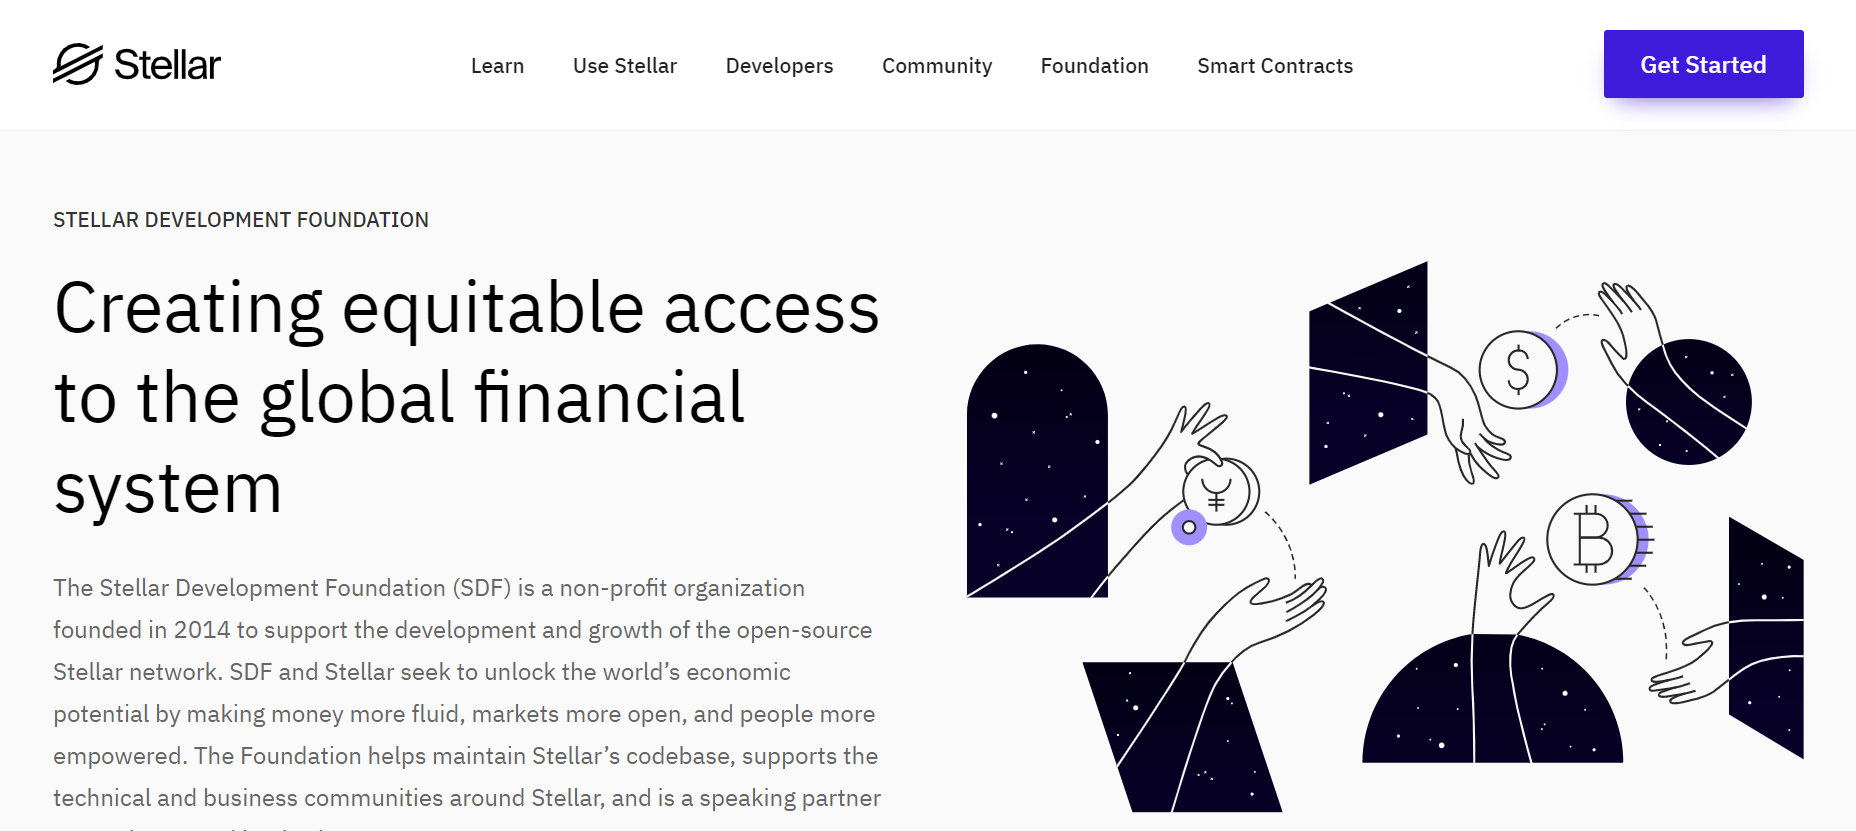 Stellar
Learn
Use Stellar
Developers
Community
Foundation
Smart Contracts
Get Started
STELLAR DEVELOPMENT FOUNDATION
Creating equitable access
to the global financial
system
The Stellar Development Foundation (SDF) is a non-profit organization
founded in 2014 to support the development and growth of the open-source
Stellar network. SDF and Stellar seek to unlock the world’s economic
potential by making money more fluid, markets more open, and people more
empowered. The Foundation helps maintain Stellar’s codebase, supports the
technical and business communities around Stellar, and is a speaking partner
$
¥
B